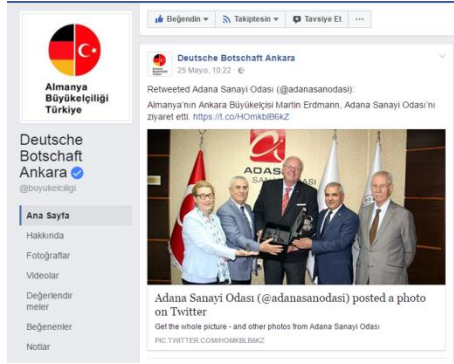 Beğendin
Takiptesin
Tavsiye Et
Almanya
Büyükelçiliği
Türkiye
Deutsche
Botschaft
Ankara
@buyukelciligi
Ana Sayfa
Hakkında
Fotoğraflar
Videolar
Değerlendir
meler
Beğenenler
Notlar
Deutsche Botschaft Ankara
25 Mayıs, 10:22
Retweeted Adana Sanayi Odası (@adanasanodasi):
Almanya'nın Ankara Büyükelçisi Martin Erdmann, Adana Sanayi Odası'nı
ziyaret etti. https://t.co/HOmkblB6KZ
ADASO
Adana Sanayi Odası (@adanasanodasi) posted a photo
on Twitter
Get the whole picture - and other photos from Adana Sanayi Odası
PIC.TWITTER.COM/HOMKBLB6KZ